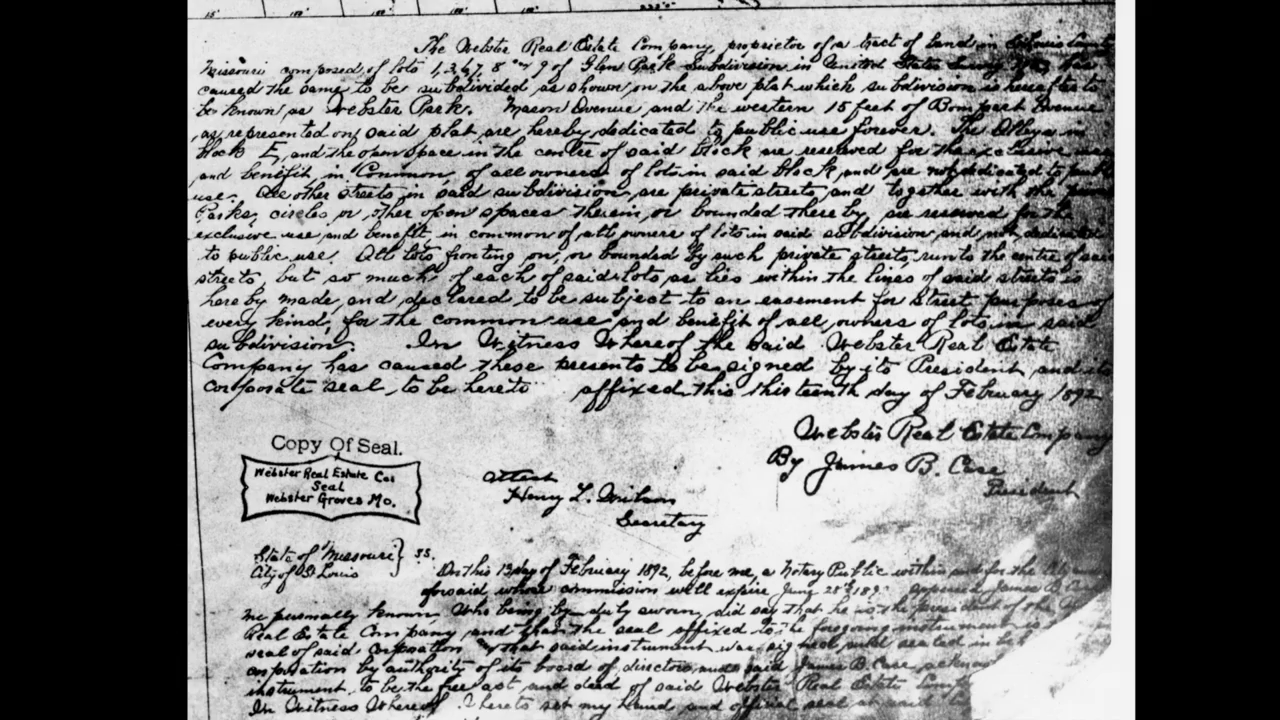 The Webster Real Estate Company, proprietor of a tract of land in St Louis County
Missouri composed of lots 1, 3, 4, 7, 8 and 9 of Glen Park Subdivision in United States Survey has
caused the same to be subdivided as shown on the above plat which subdivision is hereafter to
be known as Webster Park. Mason Avenue and the western 15 feet of Bompart Avenue
as represented on said plat are hereby dedicated to public use forever. The Alleys in
block E, and the open space in the centre of said block are reserved for the exclusive use
and benefit in Common of all owners of lots in said block and are not dedicated to public
use. All other streets in said subdivision, are private streets, and together with the
Parks, circles or other open spaces therein, or bounded thereby, are reserved for the
exclusive use and benefit, in common of all owners of lots in said subdivision and not dedicated
to public use. All lots fronting on, or bounded by such private streets, run to the centre of said
streets, but so much of each of said lots, as lies within the lines of said streets is
hereby made and declared to be subject to an easement for street purposes of
every kind, for the common use and benefit of all owners of lots in said
subdivision. In Witness Whereof the said Webster Real Estate
Company has caused these presents to be signed by its President and its
corporate seal to be hereto affixed this thirteenth day of February 1892
Webster Real Estate Company
By James B. Case
President
Copy Of Seal.
Webster Real Estate Co
Seal
Webster Groves Mo.
Attest
Henry L. Wilson
Secretary
State of Missouri } SS.
City of St Louis
On this 13 day of February 1892, before me, a Notary Public within and for the City
aforesaid whose commission will expire appeared James B
me personally known, Who being by me duly sworn, did say that he is the president of the
Real Estate Company and that the seal affixed to the foregoing instrument is
seal of said corporation and that said instrument was signed and sealed in
corporation by authority of its board of directors, and said James B. Case
instrument, to be the free act and deed of said Webster Real Estate
In Witness Whereof I hereto set my hand and official seal at